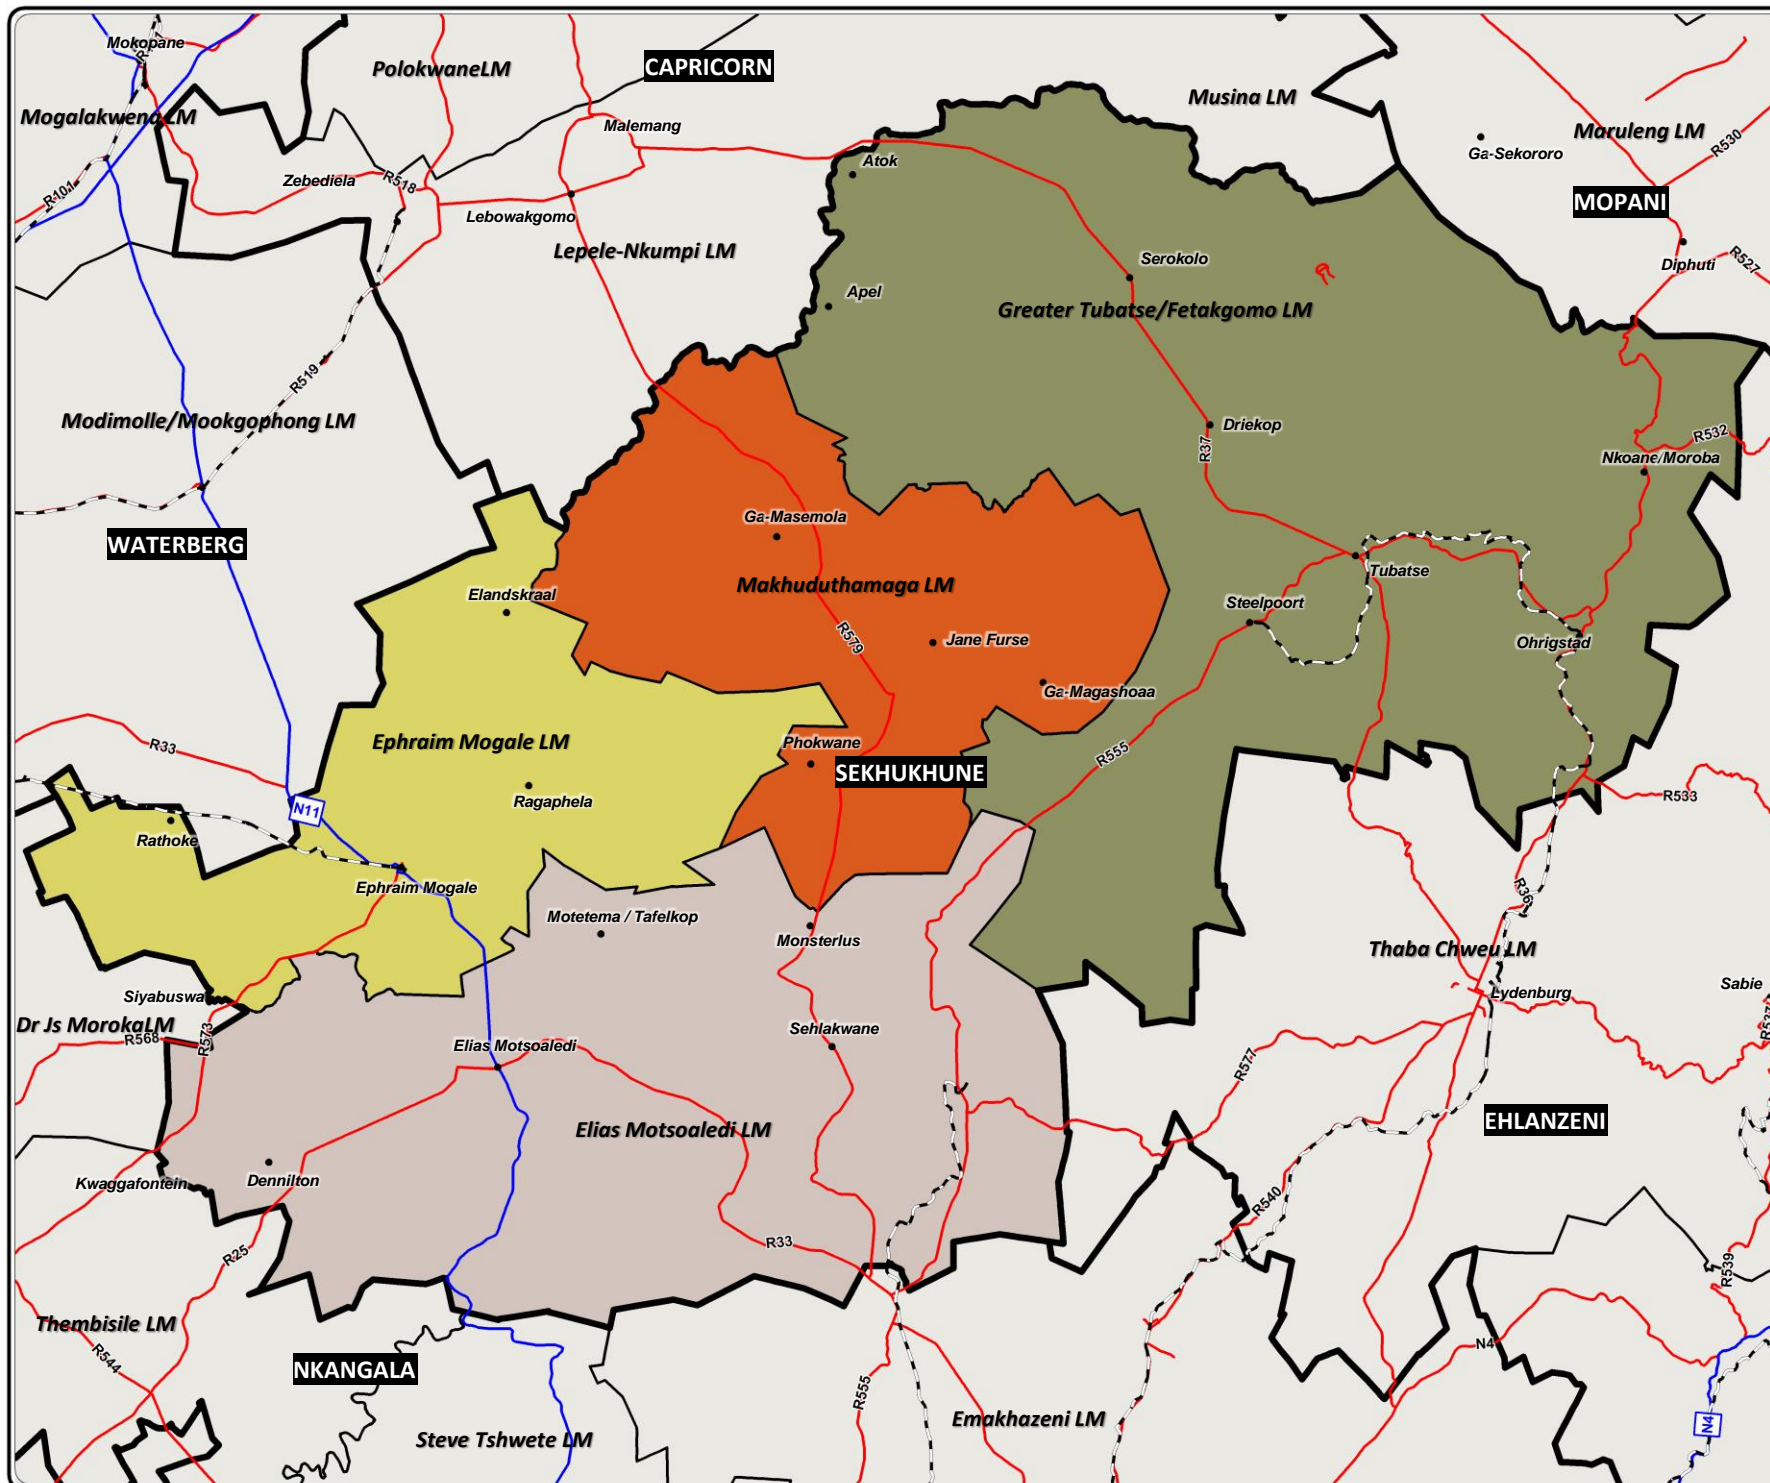 Mokopane
PolokwaneLM
CAPRICORN
Musina LM
Mogalakwena LM
Malemang
Maruleng LM
R530
Ga-Sekororo
Atok
Zebediela
R518
R101
MOPANI
Lebowakgomo
Lepele-Nkumpi LM
Serokolo
Diphuti
R527
Apel
Greater Tubatse/Fetakgomo LM
R519
Modimolle/Mookgophong LM
Driekop
R37
R532
Nkoane/Moroba
Ga-Masemola
WATERBERG
Tubatse
Makhuduthamaga LM
Elandskraal
Steelpoort
R579
Jane Furse
Ohrigstad
Ga-Magashoaa
R33
Ephraim Mogale LM
Phokwane
R555
SEKHUKHUNE
Ragaphela
N11
R533
Rathoke
Ephraim Mogale
R36
Motetema / Tafelkop
Monsterlus
Thaba Chweu LM
Siyabuswa
Lydenburg
Sabie
Dr Js MorokaLM
R568
R573
Sehlakwane
R537
Elias Motsoaledi
R577
Elias Motsoaledi LM
EHLANZENI
Kwaggafontein
Dennilton
R540
R33
R25
R539
Thembisile LM
R544
N4
NKANGALA
R555
Emakhazeni LM
N4
Steve Tshwete LM